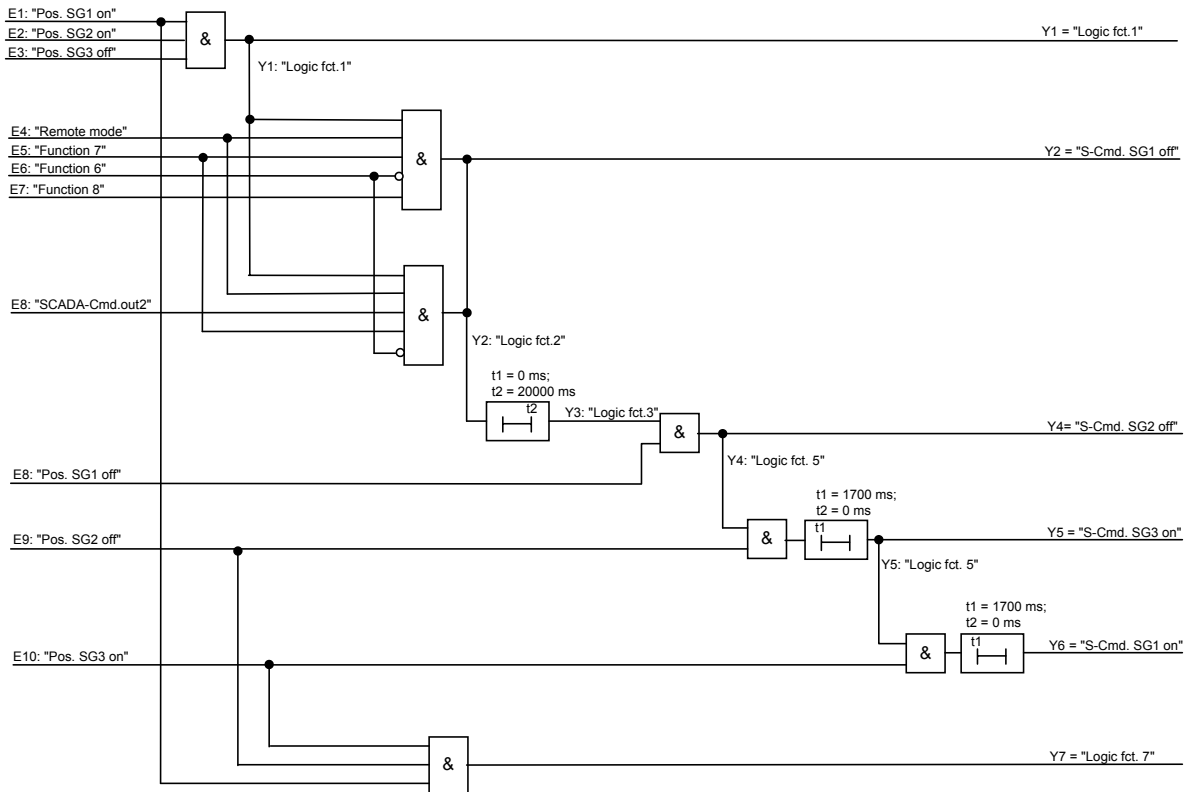 E1: "Pos. SG1 on"
E2: "Pos. SG2 on"
E3: "Pos. SG3 off"
&
Y1 = "Logic fct.1"
Y1: "Logic fct.1"
E4: "Remote mode"
E5: "Function 7"
E6: "Function 6"
E7: "Function 8"
&
Y2 = "S-Cmd. SG1 off"
E8: "SCADA-Cmd.out2"
&
Y2: "Logic fct.2"
t1 = 0 ms;
t2 = 20000 ms
t2
Y3: "Logic fct.3"
&
Y4= "S-Cmd. SG2 off"
Y4: "Logic fct. 5"
E8: "Pos. SG1 off"
t1 = 1700 ms;
t2 = 0 ms
t1
E9: "Pos. SG2 off"
&
Y5 = "S-Cmd. SG3 on"
Y5: "Logic fct. 5"
t1 = 1700 ms;
t2 = 0 ms
t1
E10: "Pos. SG3 on"
&
Y6 = "S-Cmd. SG1 on"
&
Y7 = "Logic fct. 7"